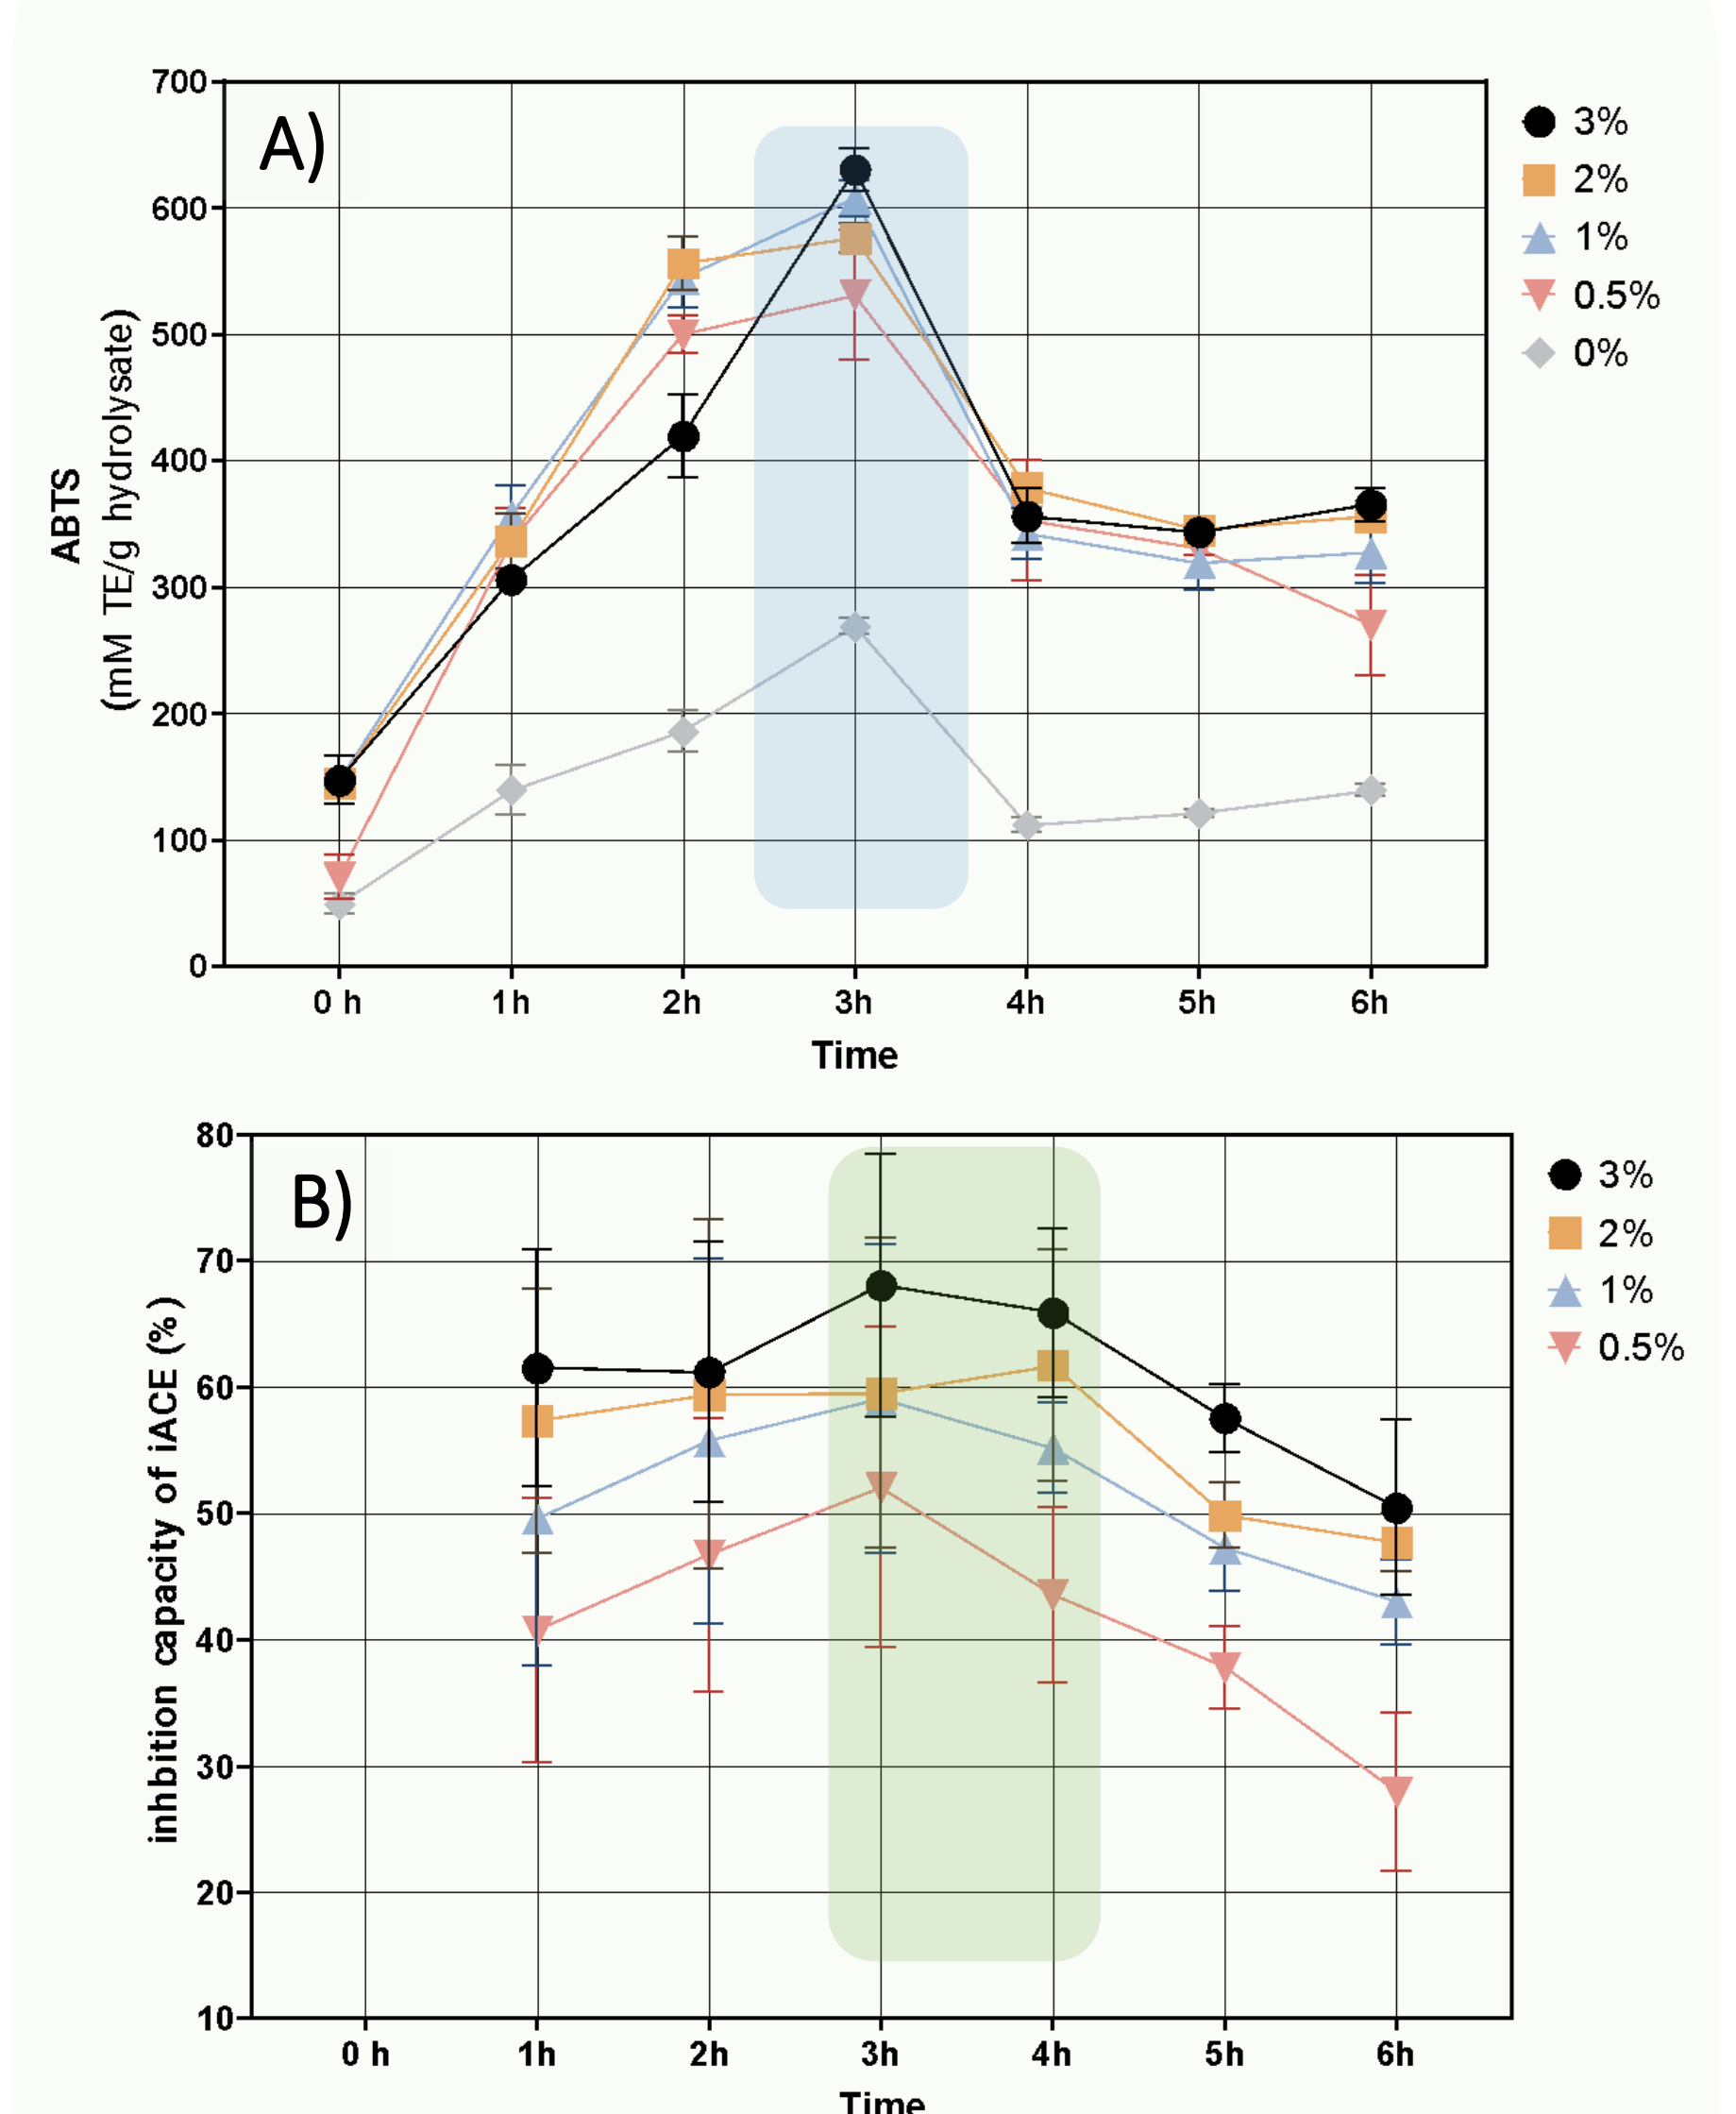 A)
ABTS
(mM TE/g hydrolysate)
700
600
500
400
300
200
100
0
0 h 1h 2h 3h 4h 5h 6h
Time
3%
2%
1%
0.5%
0%
B)
inhbition capacity of iACE (%)
80
70
60
50
40
30
20
10
0 h 1h 2h 3h 4h 5h 6h
Time
3%
2%
1%
0.5%